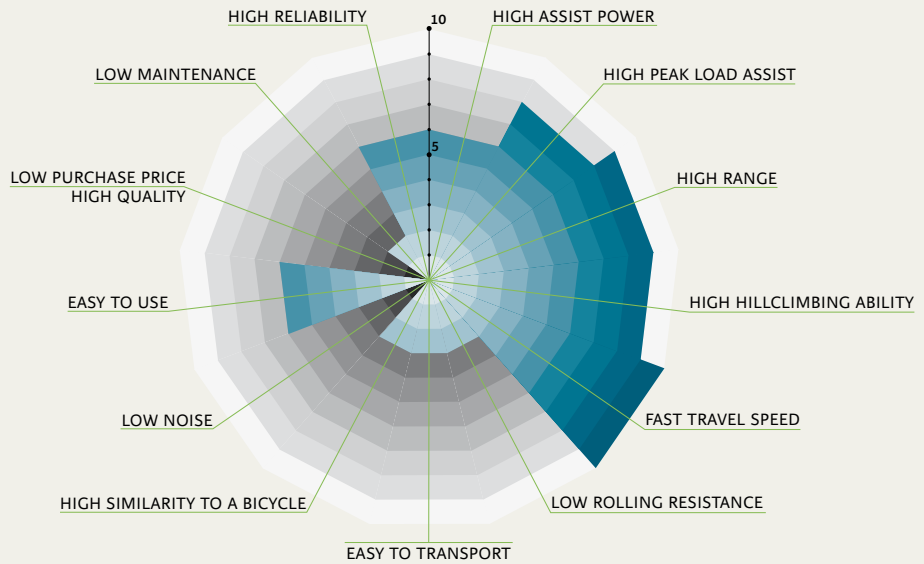 10
HIGH RELIABILITY
HIGH ASSIST POWER
LOW MAINTENANCE
HIGH PEAK LOAD ASSIST
5
LOW PURCHASE PRICE
HIGH QUALITY
HIGH RANGE
EASY TO USE
HIGH HILLCLIMBING ABILITY
LOW NOISE
FAST TRAVEL SPEED
HIGH SIMILARITY TO A BICYCLE
LOW ROLLING RESISTANCE
EASY TO TRANSPORT